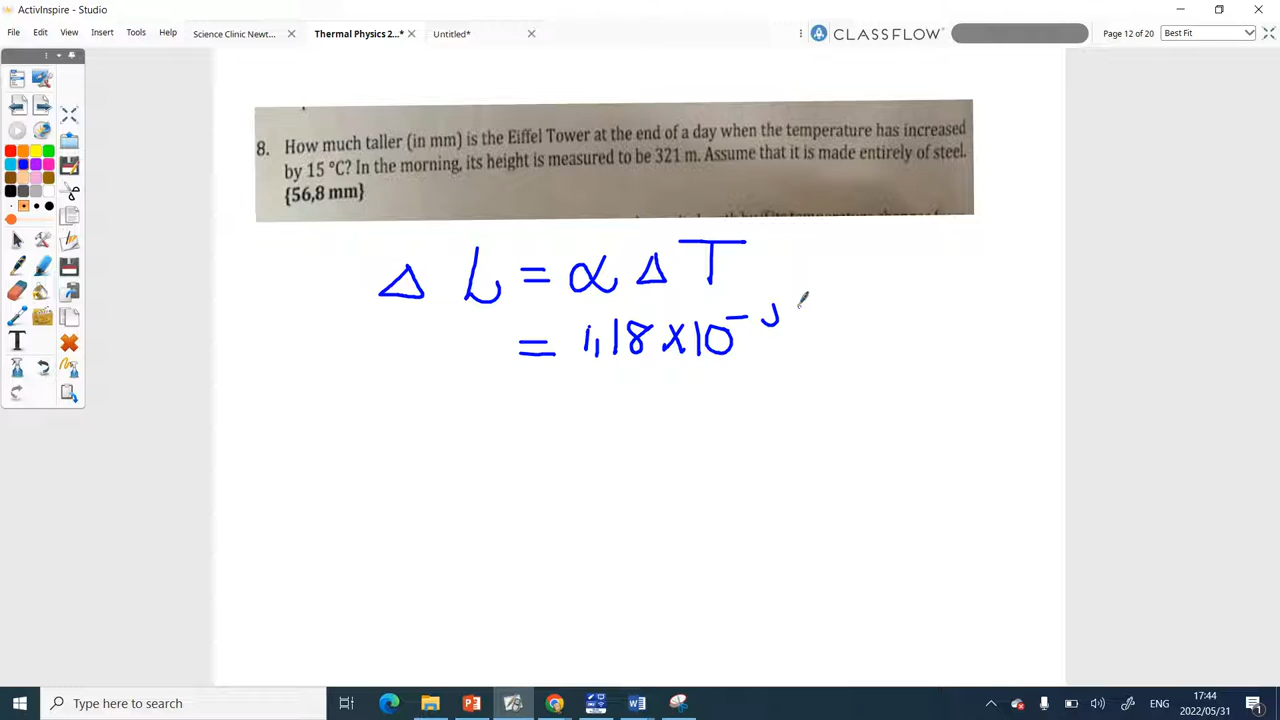 ActivInspire - Studio
File Edit View Insert Tools Help
Science Clinic Newt... Thermal Physics 2...* Untitled*
CLASSFLOW
Page 12 of 20 Best Fit
8. How much taller (in mm) is the Eiffel Tower at the end of a day when the temperature has increased
by 15 °C? In the morning, its height is measured to be 321 m. Assume that it is made entirely of steel.
{56,8 mm}
Δ L = α Δ T
= 1,18 × 10⁻
Type here to search
ENG
17:44
2022/05/31